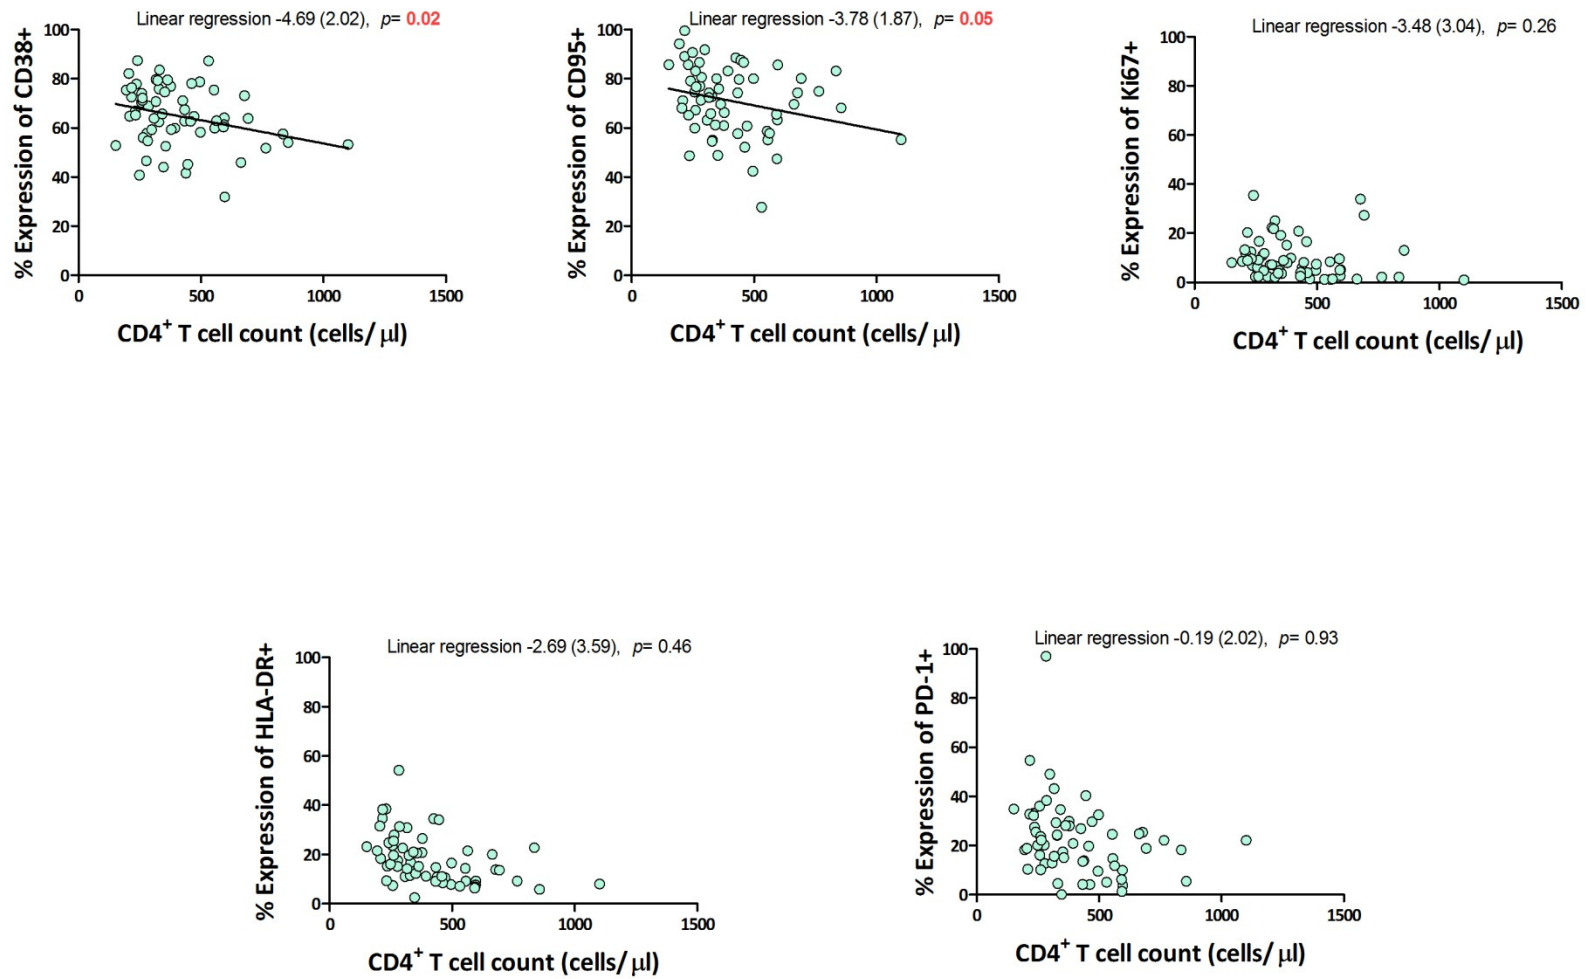 Linear regression -4.69 (2.02), p= 0.02
% Expression of CD38+
100
80
60
40
20
0
0 500 1000 1500
CD4+ T cell count (cells/ μl)
Linear regression -3.78 (1.87), p= 0.05
% Expression of CD95+
100
80
60
40
20
0
0 500 1000 1500
CD4+ T cell count (cells/ μl)
Linear regression -3.48 (3.04), p= 0.26
% Expression of Ki67+
100
80
60
40
20
0
0 500 1000 1500
CD4+ T cell count (cells/ μl)
Linear regression -2.69 (3.59), p= 0.46
% Expression of HLA-DR+
100
80
60
40
20
0
0 500 1000 1500
CD4+ T cell count (cells/ μl)
Linear regression -0.19 (2.02), p= 0.93
% Expression of PD-1+
100
80
60
40
20
0
0 500 1000 1500
CD4+ T cell count (cells/ μl)